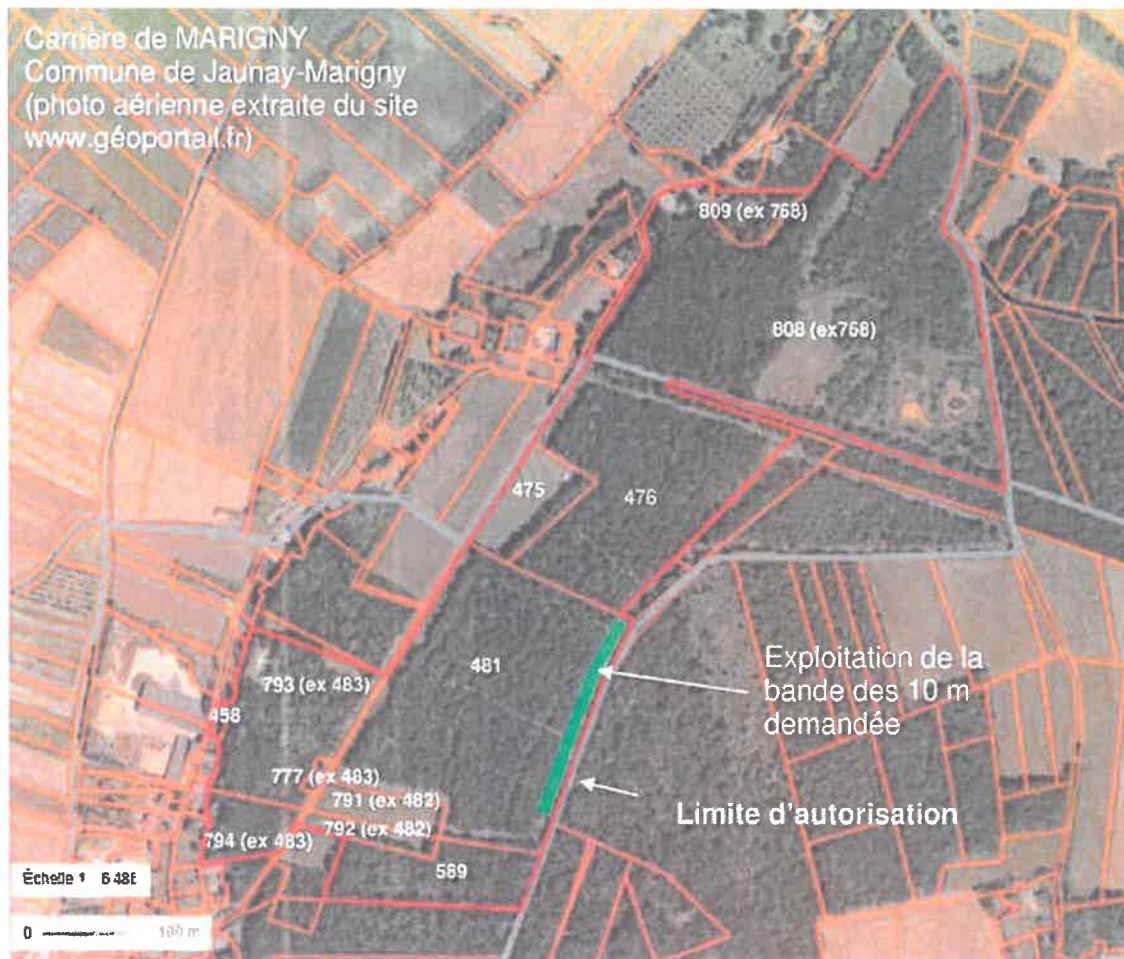 Carrière de MARIGNY
Commune de Jaunay-Marigny
(photo aérienne extraite du site
www.géoportail.fr)
809 (ex 768)
808 (ex768)
475
476
481
Exploitation de la
bande des 10 m
demandée
793 (ex 483)
458
777 (ex 483)
791 (ex 482)
792 (ex 482)
Limite d'autorisation
794 (ex 483)
589
Échelle 1
0
100 m